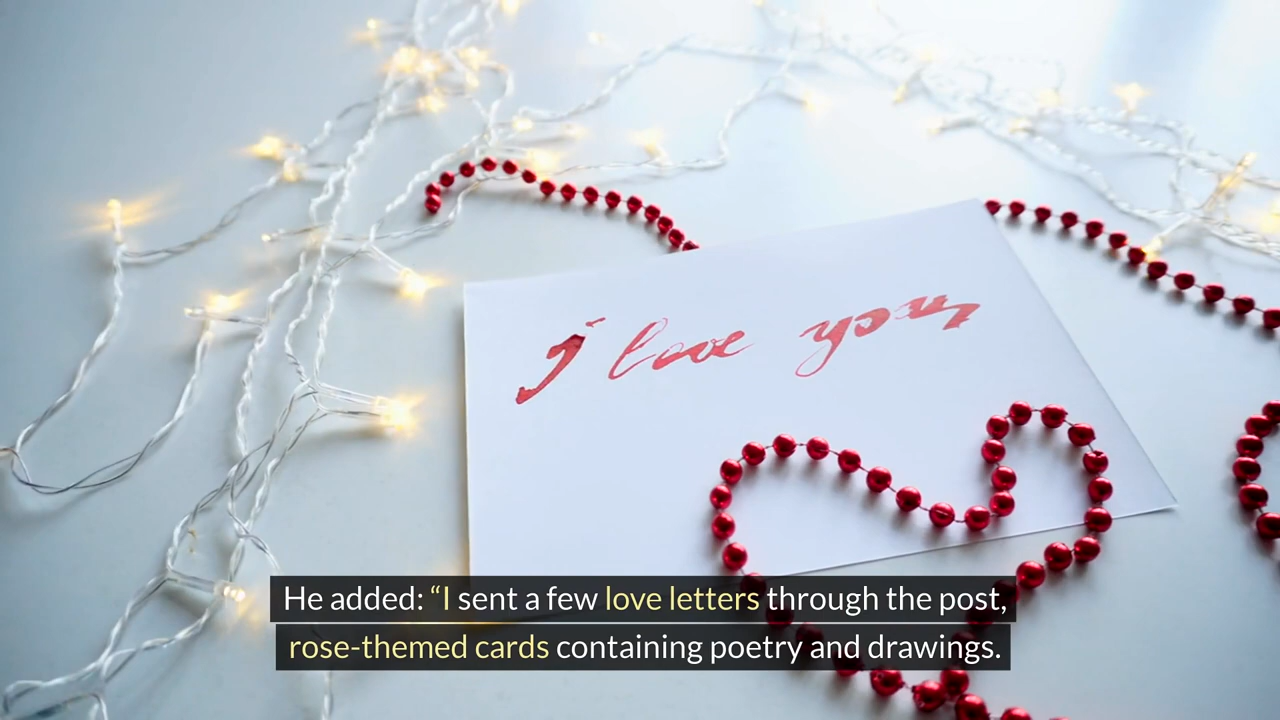 I love you
He added: “I sent a few love letters through the post,
rose-themed cards containing poetry and drawings.